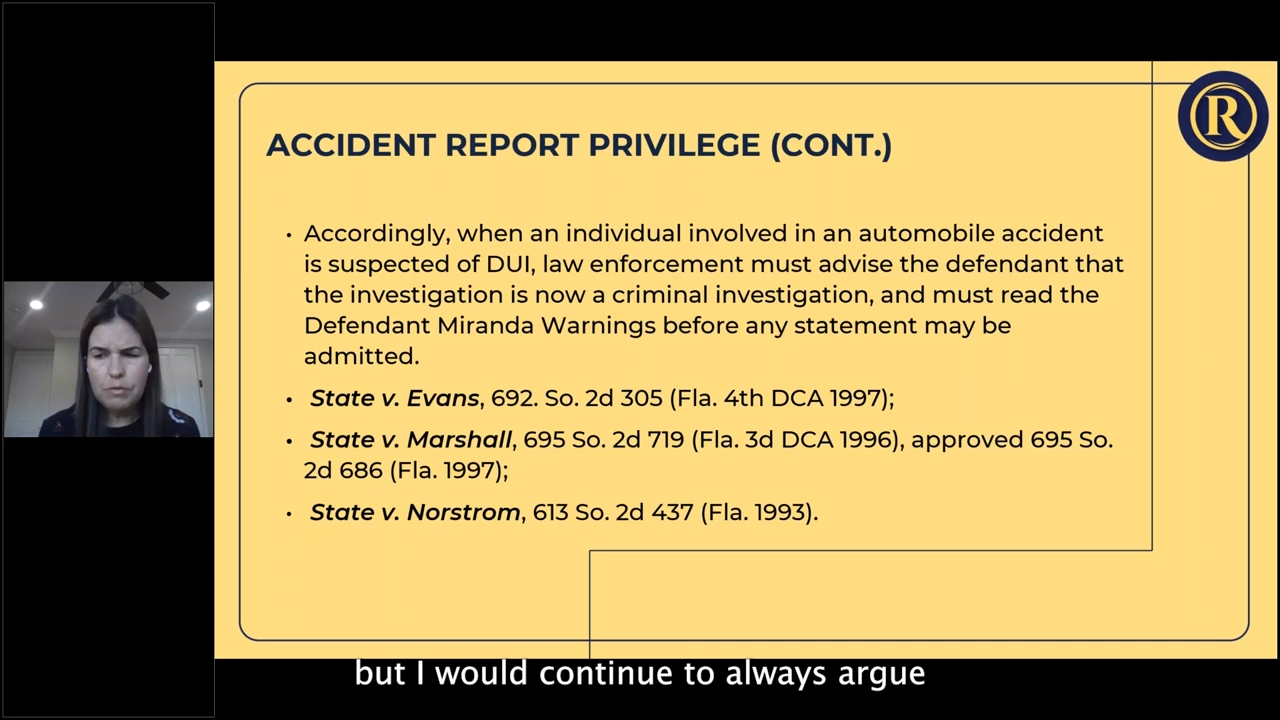 R
ACCIDENT REPORT PRIVILEGE (CONT.)
• Accordingly, when an individual involved in an automobile accident
is suspected of DUI, law enforcement must advise the defendant that
the investigation is now a criminal investigation, and must read the
Defendant Miranda Warnings before any statement may be
admitted.
• State v. Evans, 692. So. 2d 305 (Fla. 4th DCA 1997);
• State v. Marshall, 695 So. 2d 719 (Fla. 3d DCA 1996), approved 695 So.
2d 686 (Fla. 1997);
• State v. Norstrom, 613 So. 2d 437 (Fla. 1993).
but I would continue to always argue